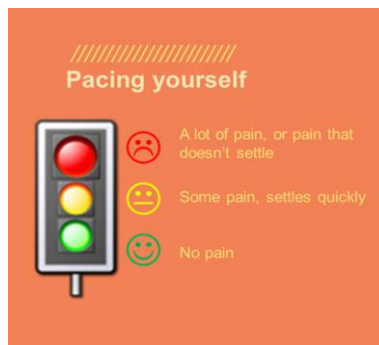 Pacing yourself
A lot of pain, or pain that
doesn't settle
Some pain, settles quickly
No pain